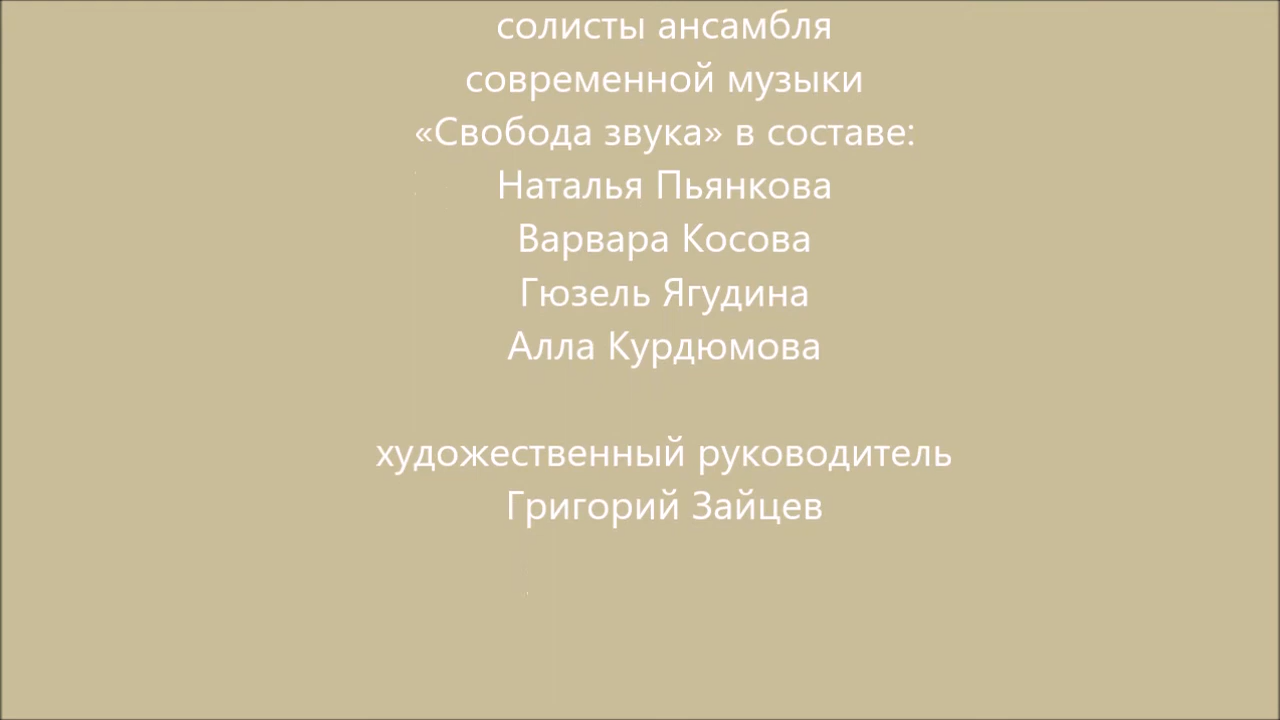 солисты ансамбля
современной музыки
«Свобода звука» в составе:
Наталья Пьянкова
Варвара Косова
Гюзель Ягудина
Алла Курдюмова
художественный руководитель
Григорий Зайцев